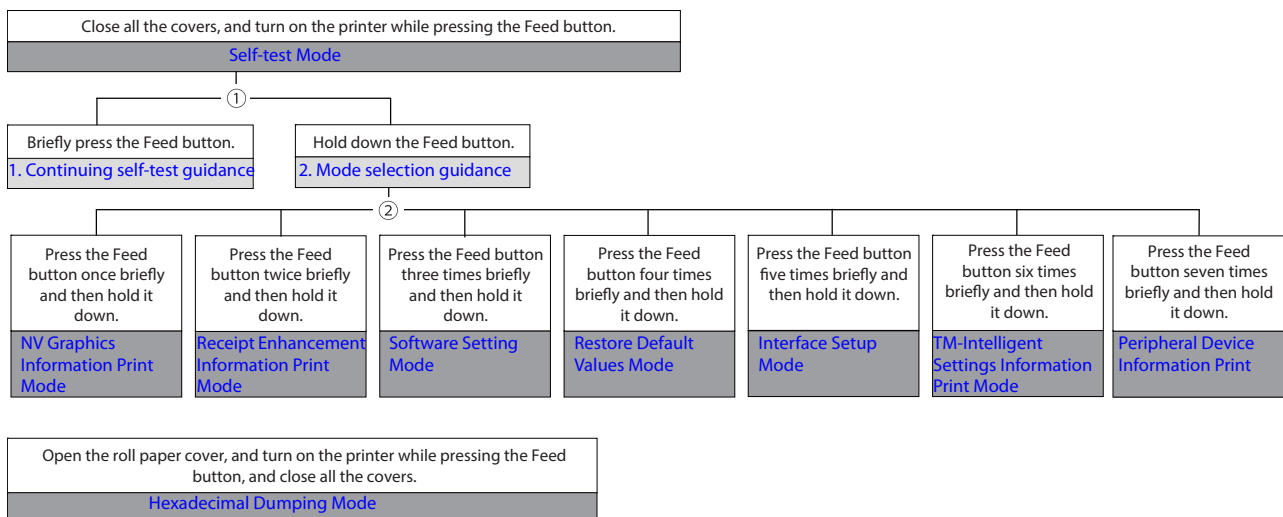 Close all the covers, and turn on the printer while pressing the Feed button.
Self-test Mode
1
Briefly press the Feed button.
1. Continuing self-test guidance
Hold down the Feed button.
2. Mode selection guidance
2
Press the Feed
button once briefly
and then hold it
down.
NV Graphics
Information Print
Mode
Press the Feed
button twice briefly
and then hold it
down.
Receipt Enhancement
Information Print
Mode
Press the Feed button
three times briefly
and then hold it
down.
Software Setting
Mode
Press the Feed
button four times
briefly and then hold
it down.
Restore Default
Values Mode
Press the Feed button
five times briefly and
then hold it down.
Interface Setup
Mode
Press the Feed
button six times
briefly and then hold
it down.
TM-Intelligent
Settings Information
Print Mode
Press the Feed
button seven times
briefly and then hold
it down.
Peripheral Device
Information Print
Open the roll paper cover, and turn on the printer while pressing the Feed
button, and close all the covers.
Hexadecimal Dumping Mode